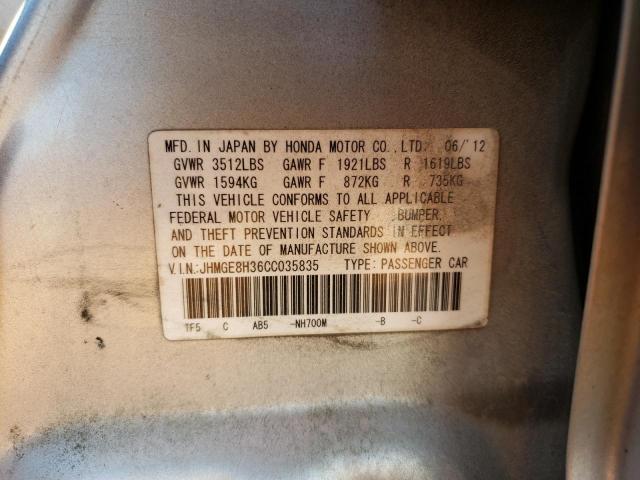 MFD. IN JAPAN BY HONDA MOTOR CO., LTD. 06/'12
GVWR 3512LBS GAWR F 1921LBS R 1619LBS
GVWR 1594KG GAWR F 872KG R 735KG
THIS VEHICLE CONFORMS TO ALL APPLICABLE
FEDERAL MOTOR VEHICLE SAFETY, BUMPER,
AND THEFT PREVENTION STANDARDS IN EFFECT
ON THE DATE OF MANUFACTURE SHOWN ABOVE.
V.I.N.:JHMGE8H36CC035835 TYPE: PASSENGER CAR
TF5 C AB5 -NH700M -B -C